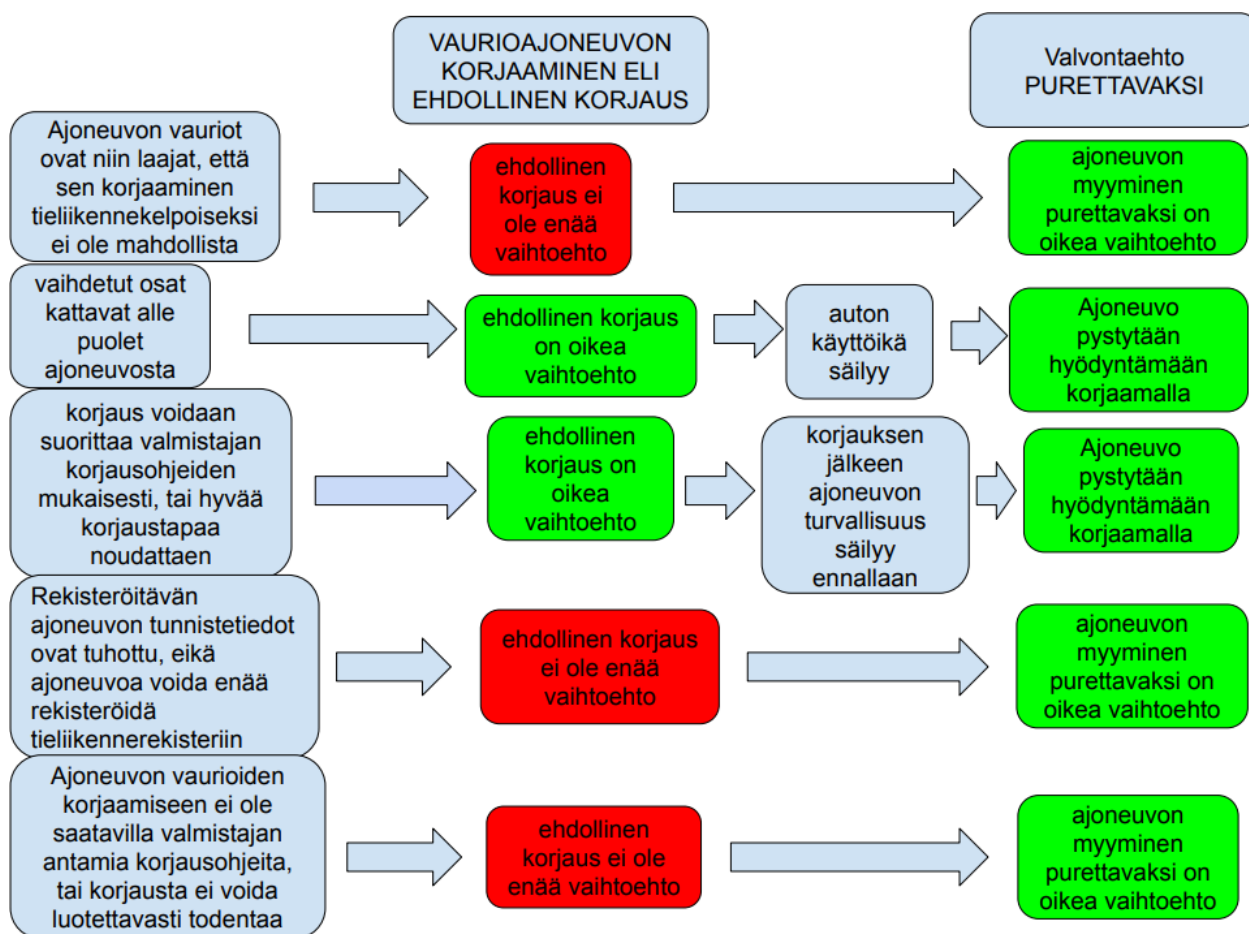 VAURIOAJONEUVON
KORJAAMINEN ELI
EHDOLLINEN KORJAUS
Valvontaehto
PURETTAVAKSI
Ajoneuvon vauriot
ovat niin laajat, että
sen korjaaminen
tieliikennekelpoiseksi
ei ole mahdollista
ehdollinen
korjaus ei
ole enää
vaihtoehto
ajoneuvon
myyminen
purettavaksi on
oikea vaihtoehto
vaihdetut osat
kattavat alle
puolet
ajoneuvosta
ehdollinen korjaus
on oikea
vaihtoehto
auton
käyttöikä
säilyy
Ajoneuvo
pystytään
hyödyntämään
korjaamalla
korjaus voidaan
suorittaa valmistajan
korjausohjeiden
mukaisesti, tai hyvää
korjaustapaa
noudattaen
ehdollinen
korjaus on
oikea
vaihtoehto
korjauksen
jälkeen
ajoneuvon
turvallisuus
säilyy
ennallaan
Ajoneuvo
pystytään
hyödyntämään
korjaamalla
Rekisteröitävän
ajoneuvon tunnistetiedot
ovat tuhottu, eikä
ajoneuvoa voida enää
rekisteröidä
tieliikennerekisteriin
ehdollinen korjaus
ei ole enää
vaihtoehto
ajoneuvon
myyminen
purettavaksi on
oikea vaihtoehto
Ajoneuvon vaurioiden
korjaamiseen ei ole
saatavilla valmistajan
antamia korjausohjeita,
tai korjausta ei voida
luotettavasti todentaa
ehdollinen
korjaus ei ole
enää vaihtoehto
ajoneuvon
myyminen
purettavaksi on
oikea vaihtoehto